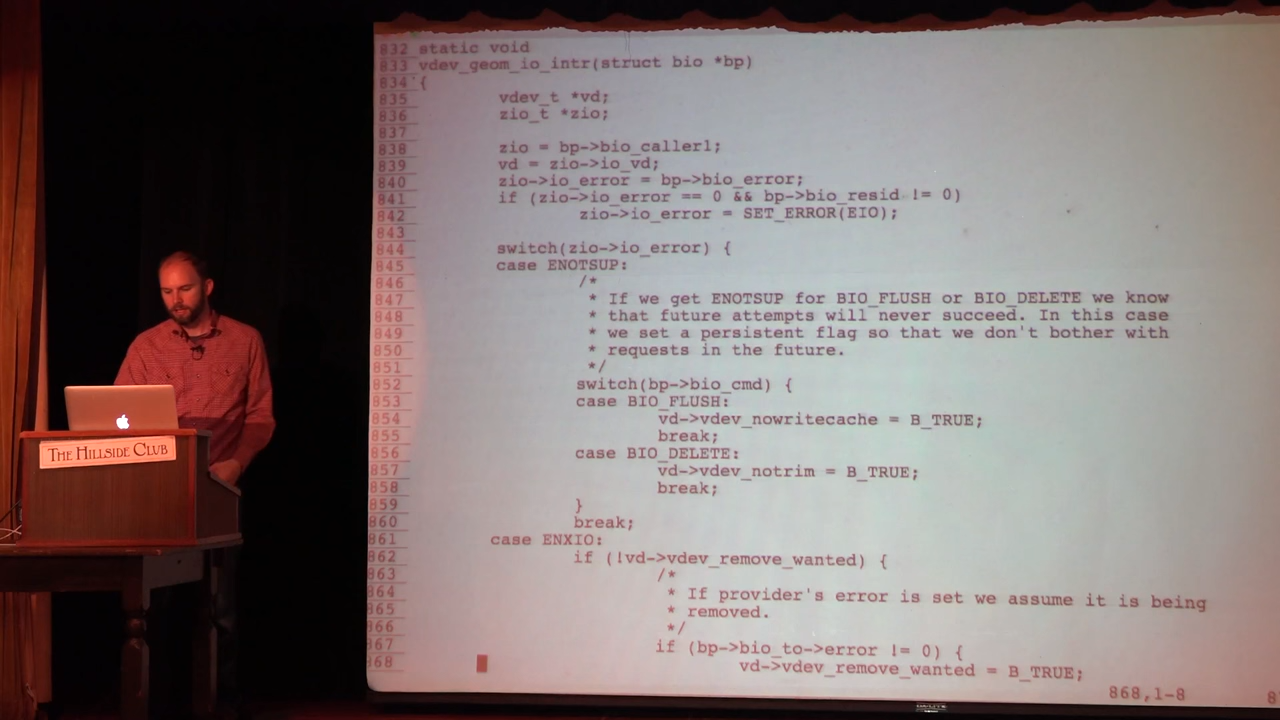 832 static void
833 vdev_geom_io_intr(struct bio *bp)
834 {
835 vdev_t *vd;
836 zio_t *zio;
837
838 zio = bp->bio_caller1;
839 vd = zio->io_vd;
840 zio->io_error = bp->bio_error;
841 if (zio->io_error == 0 && bp->bio_resid != 0)
842 zio->io_error = SET_ERROR(EIO);
843
844 switch(zio->io_error) {
845 case ENOTSUP:
846 /*
847 * If we get ENOTSUP for BIO_FLUSH or BIO_DELETE we know
848 * that future attempts will never succeed. In this case
849 * we set a persistent flag so that we don't bother with
850 * requests in the future.
851 */
852 switch(bp->bio_cmd) {
853 case BIO_FLUSH:
854 vd->vdev_nowritecache = B_TRUE;
855 break;
856 case BIO_DELETE:
857 vd->vdev_notrim = B_TRUE;
858 break;
859 }
860 break;
861 case ENXIO:
862 if (!vd->vdev_remove_wanted) {
863 /*
864 * If provider's error is set we assume it is being
865 * removed.
866 */
867 if (bp->bio_to->error != 0) {
868 vd->vdev_remove_wanted = B_TRUE;
868,1-8
THE HILLSIDE CLUB